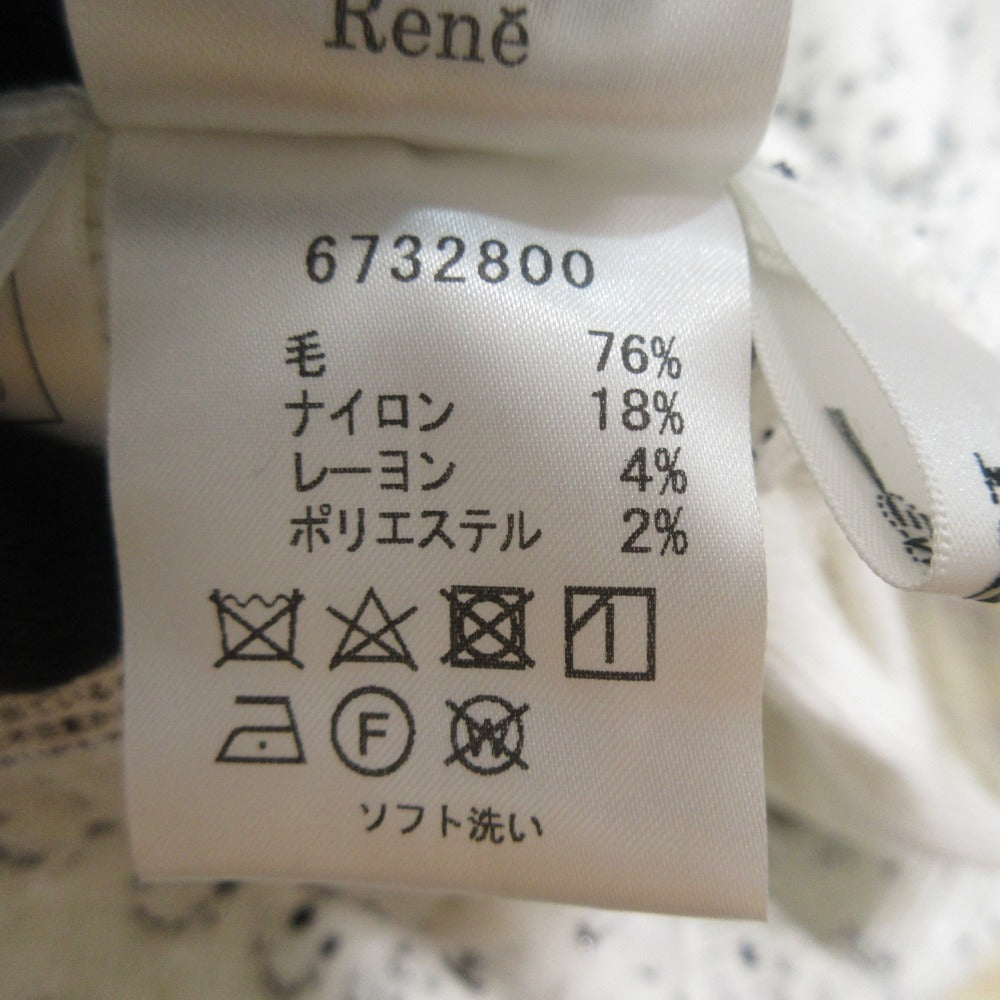 Reně
6732800
毛 76%
ナイロン 18%
レーヨン 4%
ポリエステル 2%
F W
ソフト洗い